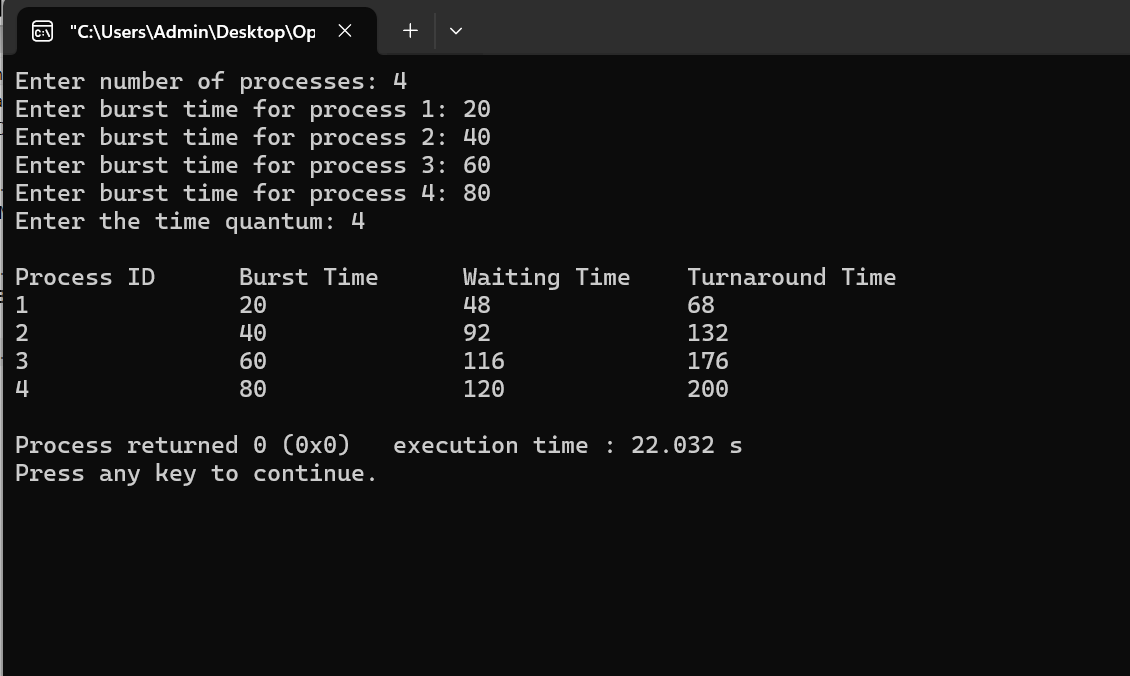 "C:\Users\Admin\Desktop\Op
Enter number of processes: 4
Enter burst time for process 1: 20
Enter burst time for process 2: 40
Enter burst time for process 3: 60
Enter burst time for process 4: 80
Enter the time quantum: 4
Process ID Burst Time Waiting Time Turnaround Time
1 20 48 68
2 40 92 132
3 60 116 176
4 80 120 200
Process returned 0 (0x0) execution time : 22.032 s
Press any key to continue.